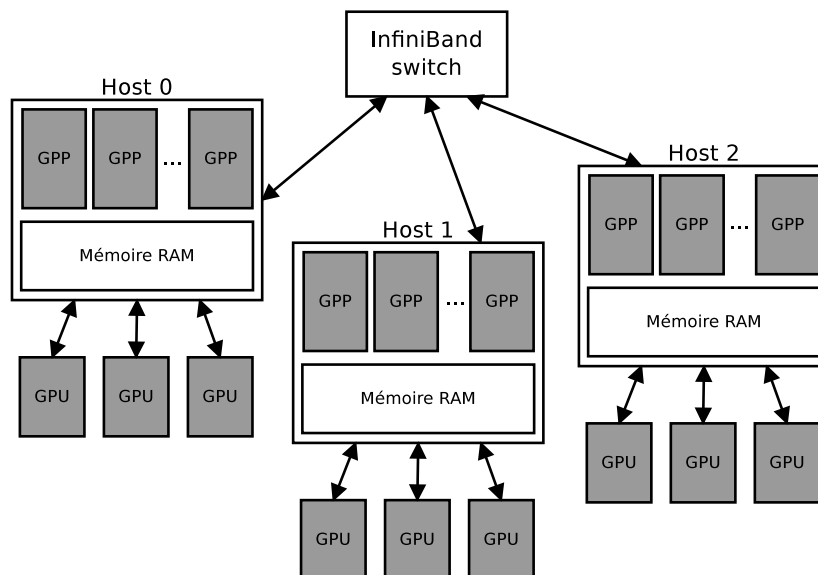 InfiniBand
switch
Host 0
GPP GPP ... GPP
Mémoire RAM
GPU GPU GPU
Host 1
GPP GPP ... GPP
Mémoire RAM
GPU GPU GPU
Host 2
GPP GPP ... GPP
Mémoire RAM
GPU GPU GPU